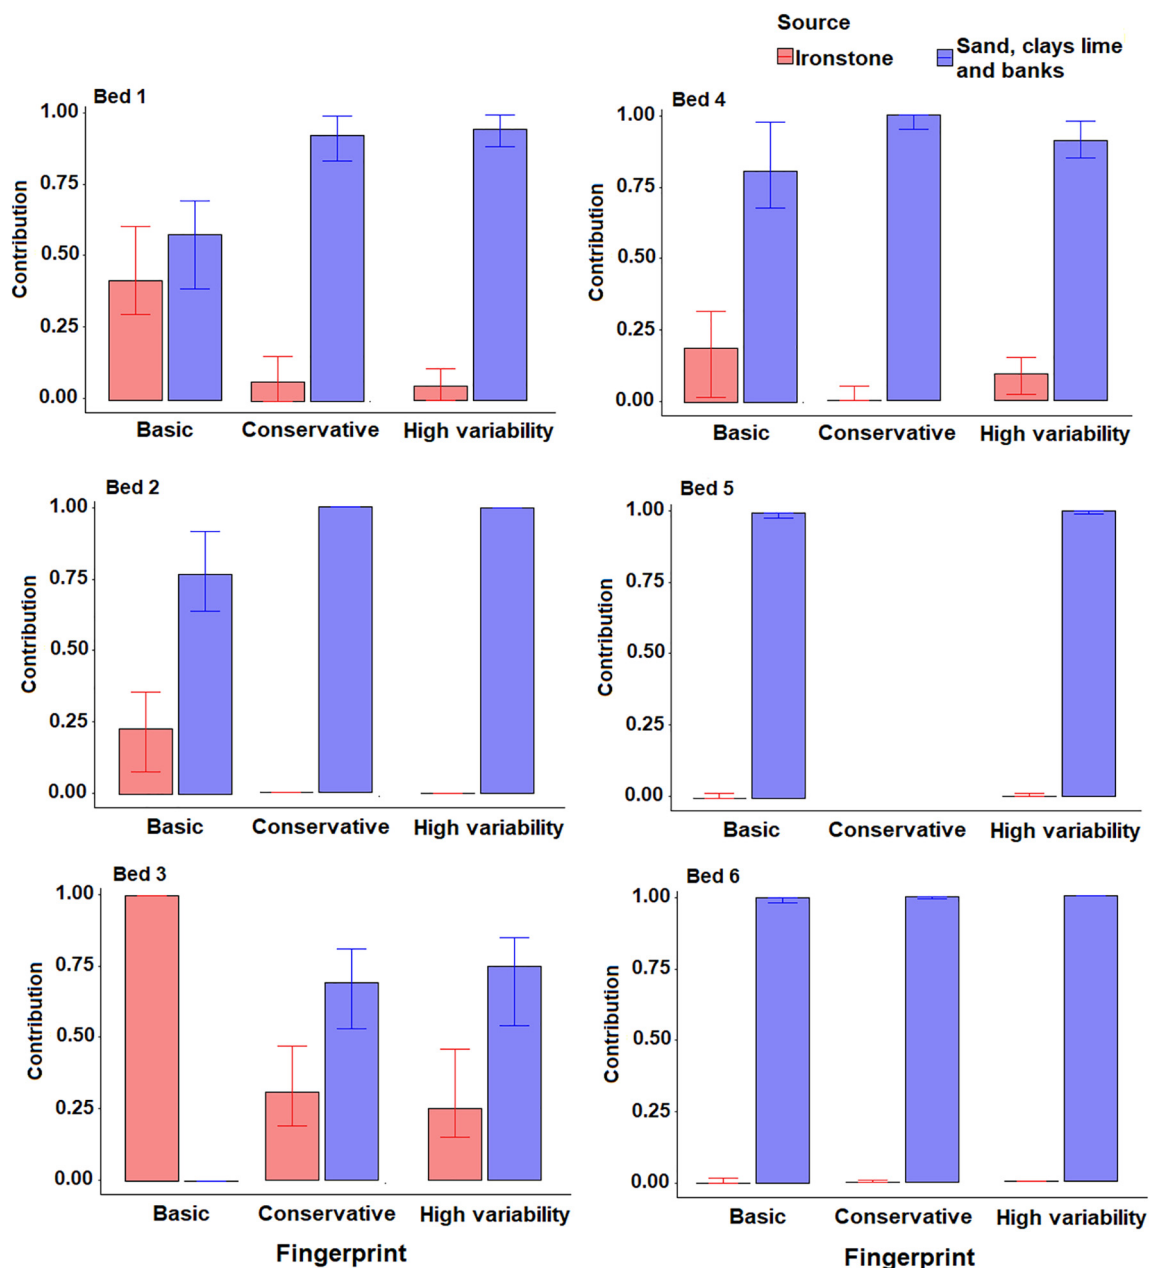 Source
Ironstone
Sand, clays lime
and banks
Bed 1
1.00
0.75
0.50
0.25
0.00
Contribution
Basic Conservative High variability
Bed 4
1.00
0.75
0.50
0.25
0.00
Contribution
Basic Conservative High variability
Bed 2
1.00
0.75
0.50
0.25
0.00
Contribution
Basic Conservative High variability
Bed 5
1.00
0.75
0.50
0.25
0.00
Contribution
Basic Conservative High variability
Bed 3
1.00
0.75
0.50
0.25
0.00
Contribution
Basic Conservative High variability
Fingerprint
Bed 6
1.00
0.75
0.50
0.25
0.00
Contribution
Basic Conservative High variability
Fingerprint